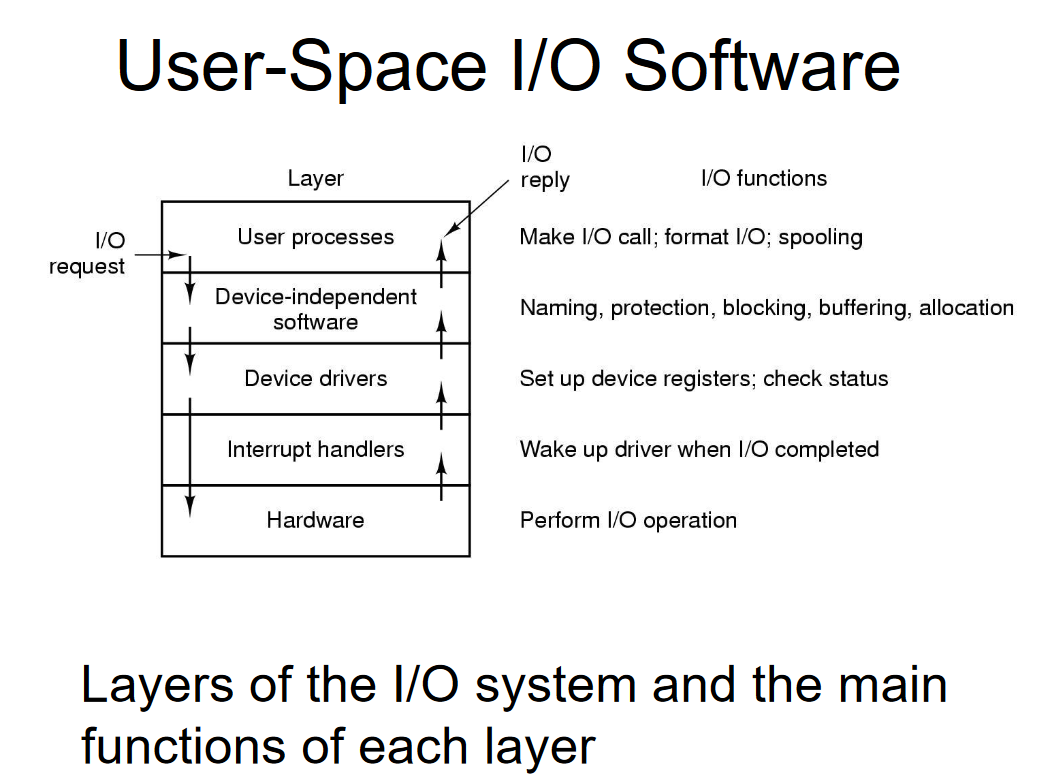 User-Space I/O Software
Layer
I/O
reply
I/O functions
I/O
request
User processes
Make I/O call; format I/O; spooling
Device-independent
software
Naming, protection, blocking, buffering, allocation
Device drivers
Set up device registers; check status
Interrupt handlers
Wake up driver when I/O completed
Hardware
Perform I/O operation
Layers of the I/O system and the main
functions of each layer